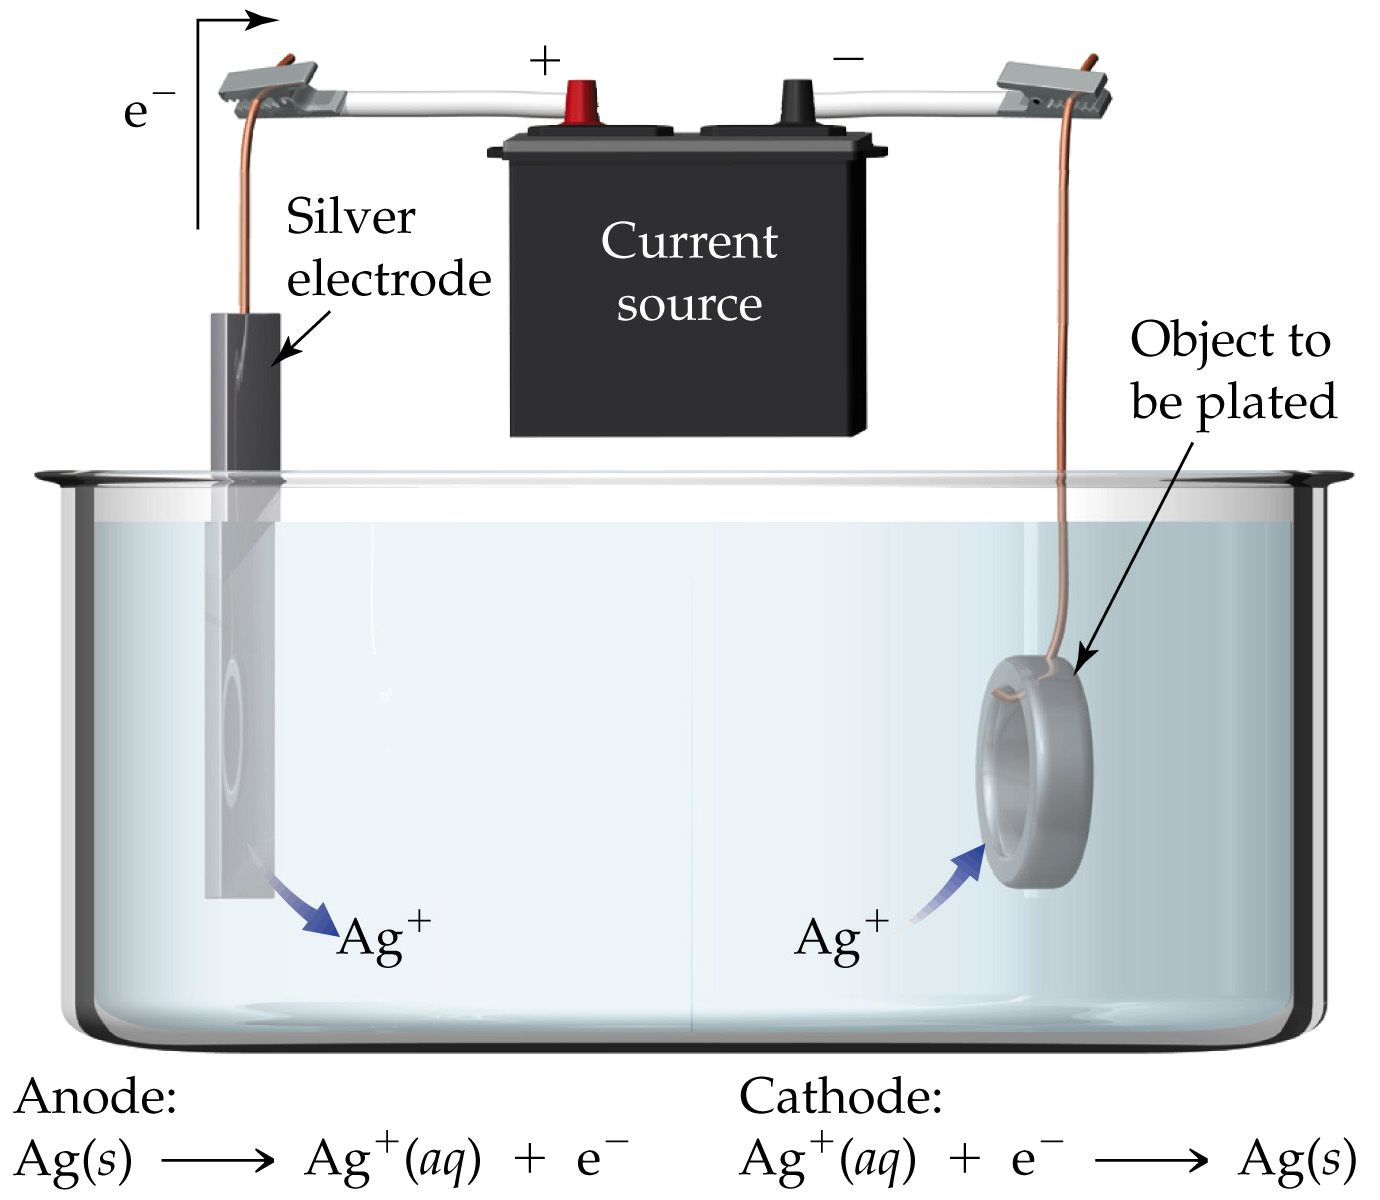 + −
e⁻
Silver
electrode
Current
source
Object to
be plated
Ag⁺
Ag⁺
Anode:
Ag(s) ⟶ Ag⁺(aq) + e⁻
Cathode:
Ag⁺(aq) + e⁻ ⟶ Ag(s)